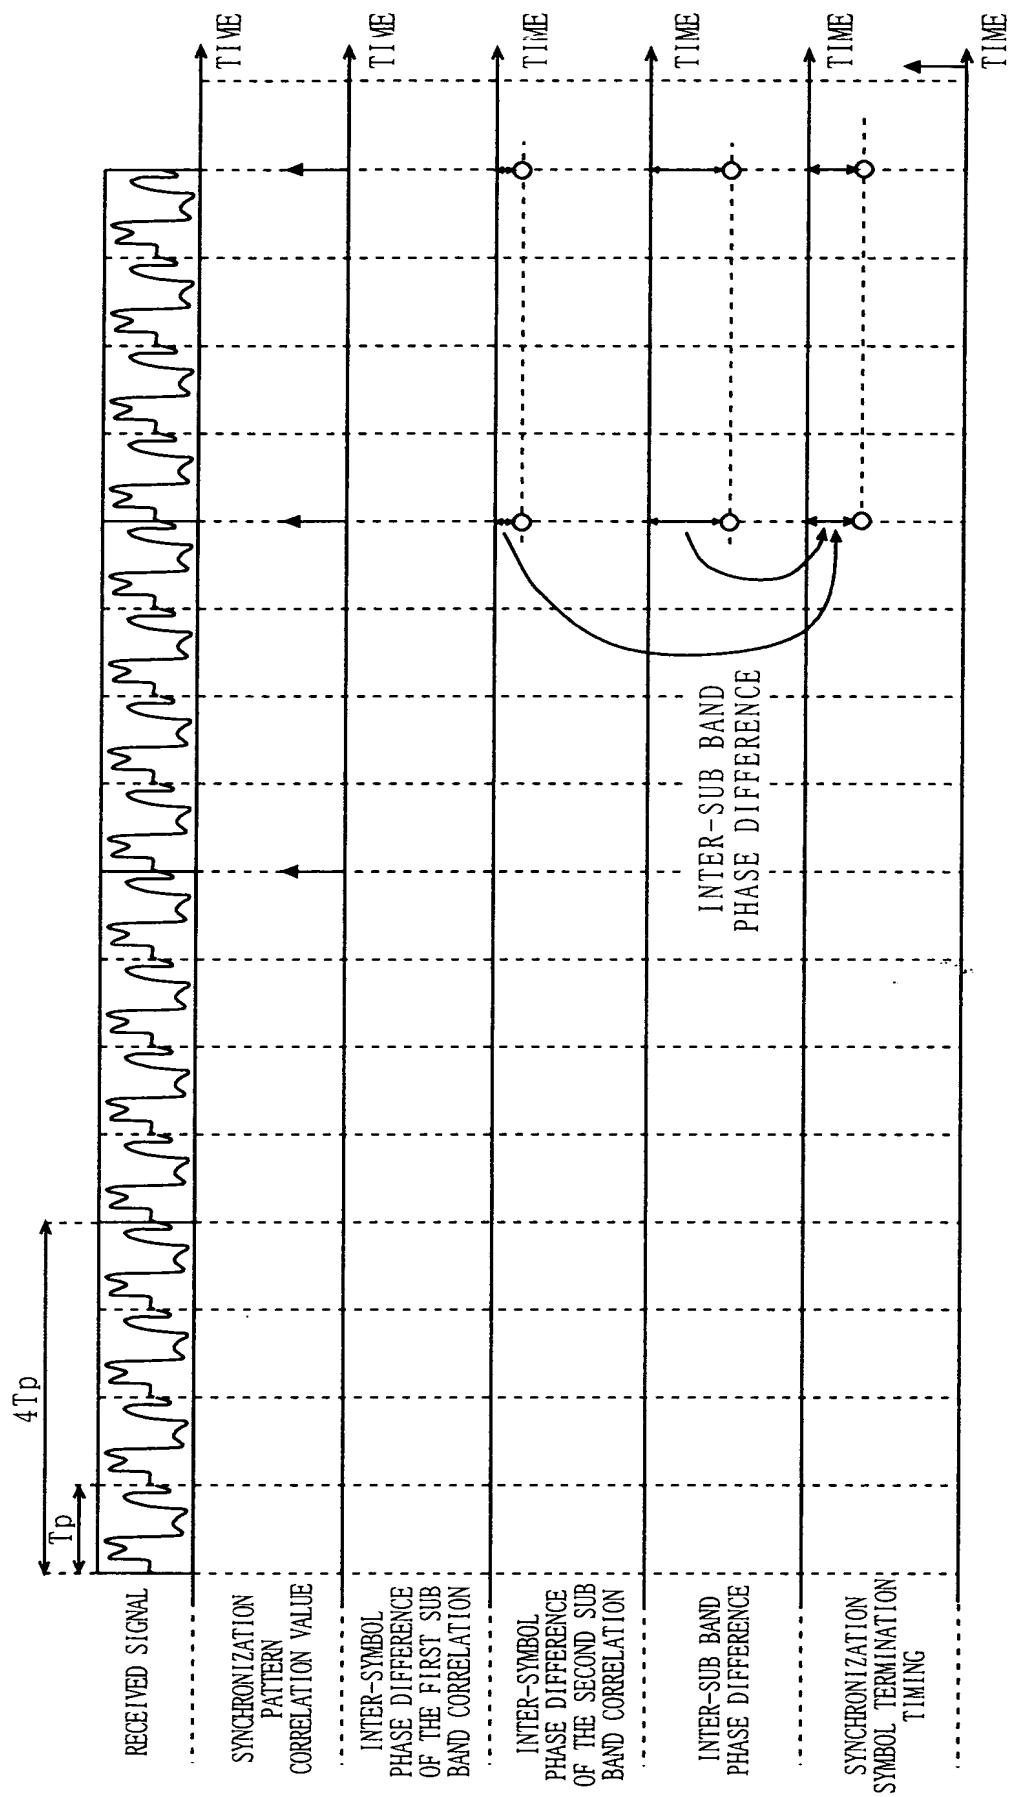 4Tp
Tp
RECEIVED SIGNAL
TIME
SYNCHRONIZATION
PATTERN
CORRELATION VALUE
TIME
INTER-SYMBOL
PHASE DIFFERENCE
OF THE FIRST SUB
BAND CORRELATION
TIME
INTER-SYMBOL
PHASE DIFFERENCE
OF THE SECOND SUB
BAND CORRELATION
TIME
INTER-SUB BAND
PHASE DIFFERENCE
INTER-SUB BAND
PHASE DIFFERENCE
TIME
SYNCHRONIZATION
SYMBOL TERMINATION
TIMING
TIME